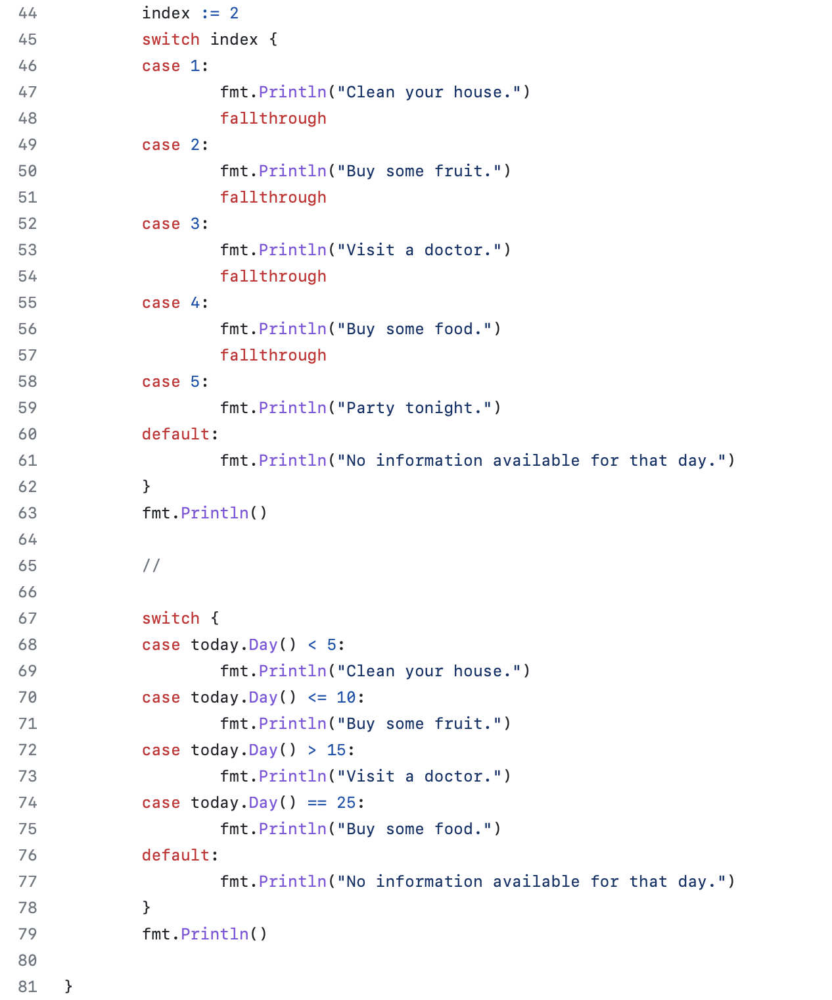 44 index := 2
45 switch index {
46 case 1:
47 fmt.Println("Clean your house.")
48 fallthrough
49 case 2:
50 fmt.Println("Buy some fruit.")
51 fallthrough
52 case 3:
53 fmt.Println("Visit a doctor.")
54 fallthrough
55 case 4:
56 fmt.Println("Buy some food.")
57 fallthrough
58 case 5:
59 fmt.Println("Party tonight.")
60 default:
61 fmt.Println("No information available for that day.")
62 }
63 fmt.Println()
64
65 //
66
67 switch {
68 case today.Day() < 5:
69 fmt.Println("Clean your house.")
70 case today.Day() <= 10:
71 fmt.Println("Buy some fruit.")
72 case today.Day() > 15:
73 fmt.Println("Visit a doctor.")
74 case today.Day() == 25:
75 fmt.Println("Buy some food.")
76 default:
77 fmt.Println("No information available for that day.")
78 }
79 fmt.Println()
80
81 }